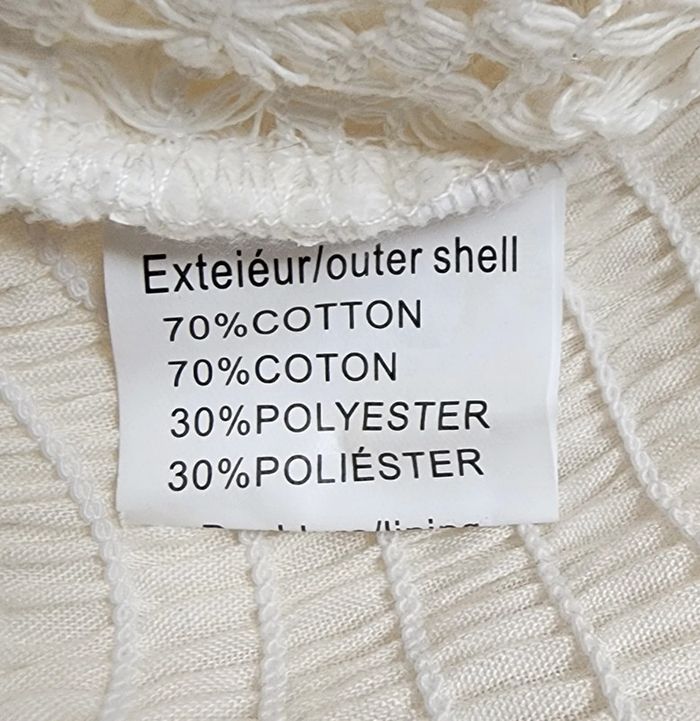 Exteiéur/outer shell
70%COTTON
70%COTON
30%POLYESTER
30%POLIÉSTER